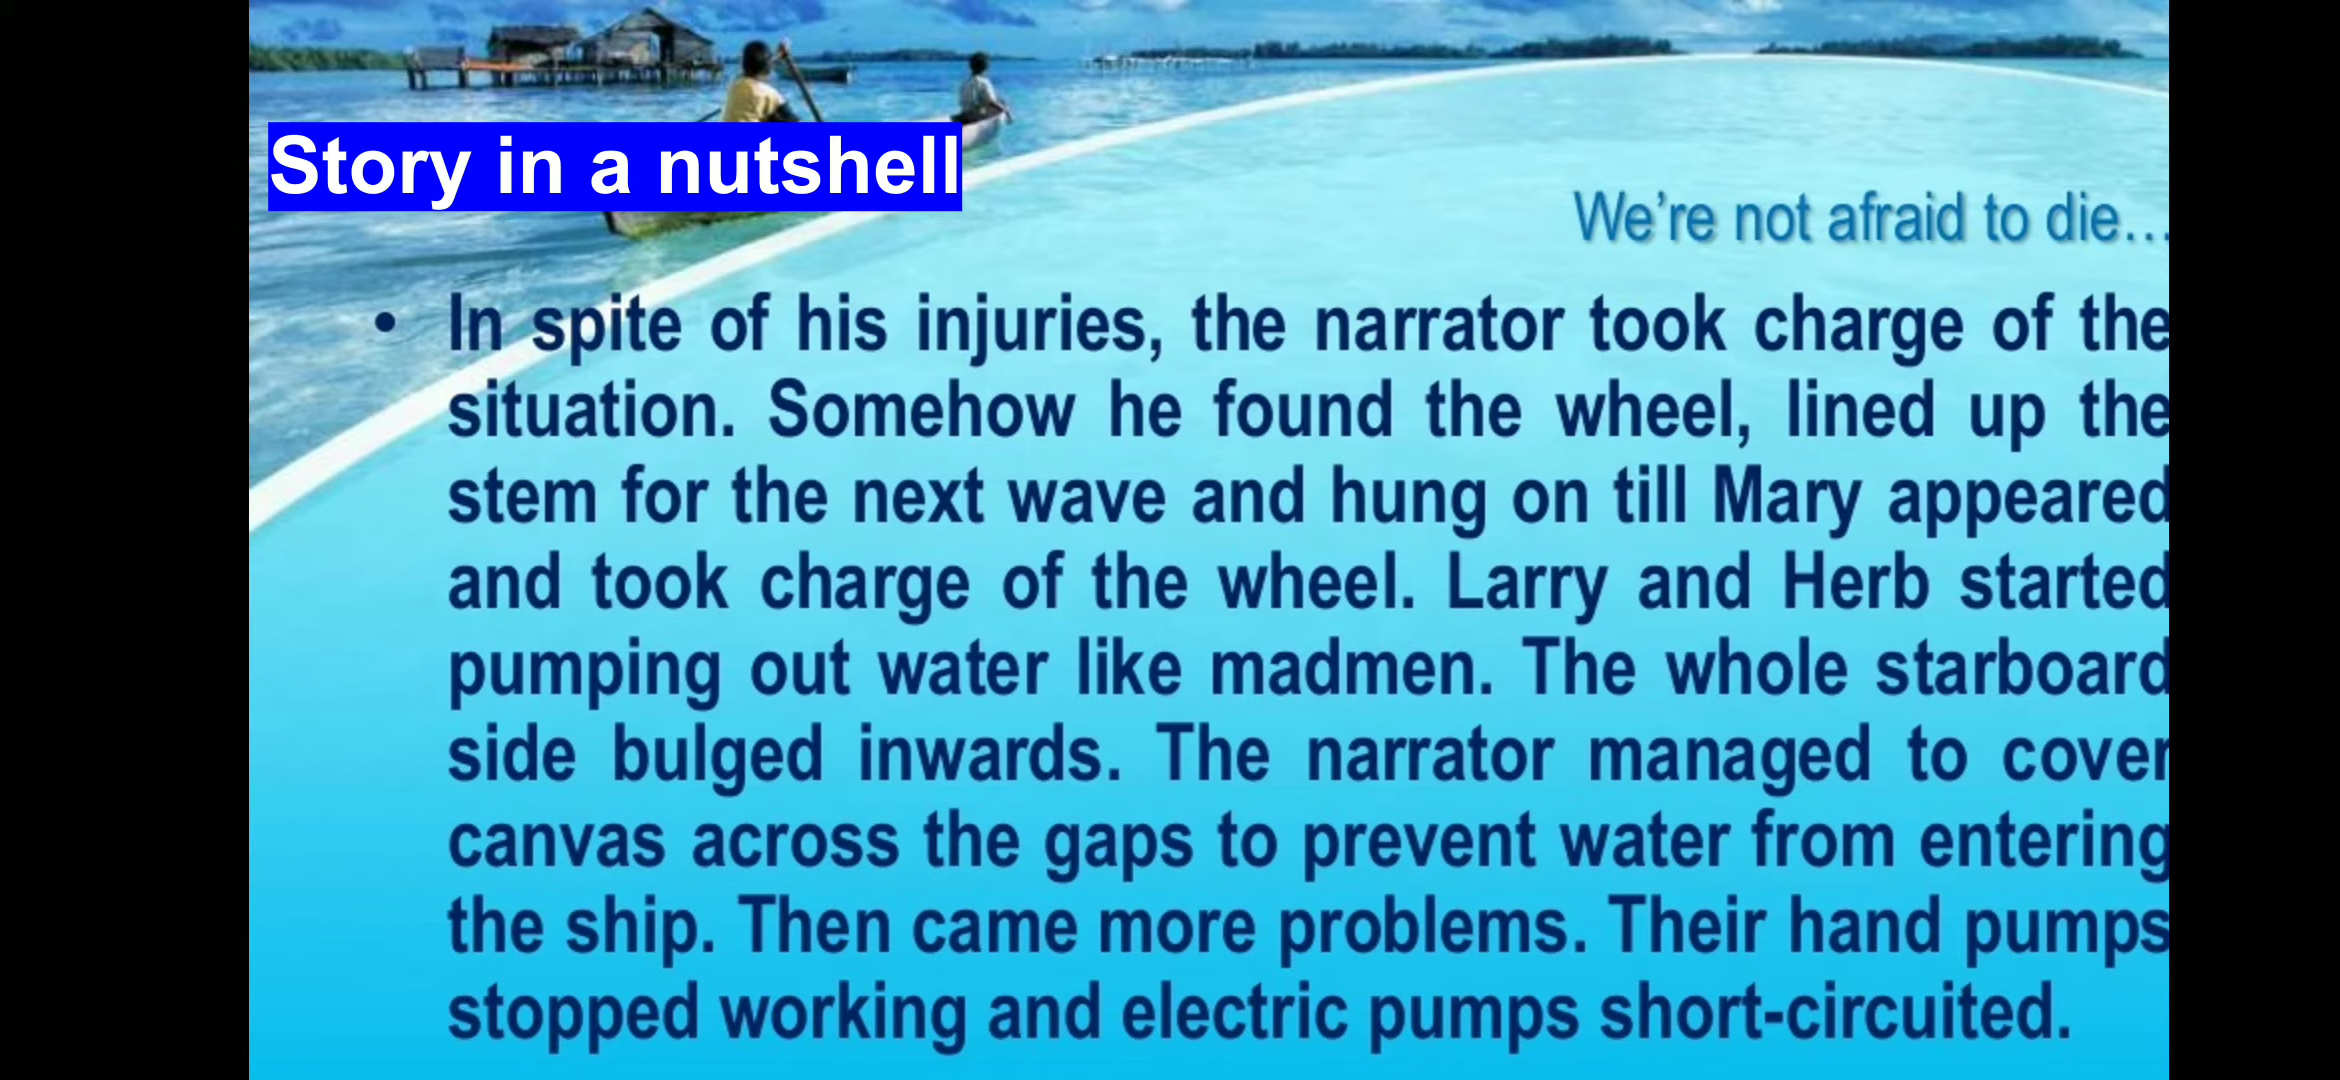 Story in a nutshell
We're not afraid to die…
• In spite of his injuries, the narrator took charge of the
situation. Somehow he found the wheel, lined up the
stem for the next wave and hung on till Mary appeared
and took charge of the wheel. Larry and Herb started
pumping out water like madmen. The whole starboard
side bulged inwards. The narrator managed to cover
canvas across the gaps to prevent water from entering
the ship. Then came more problems. Their hand pumps
stopped working and electric pumps short-circuited.